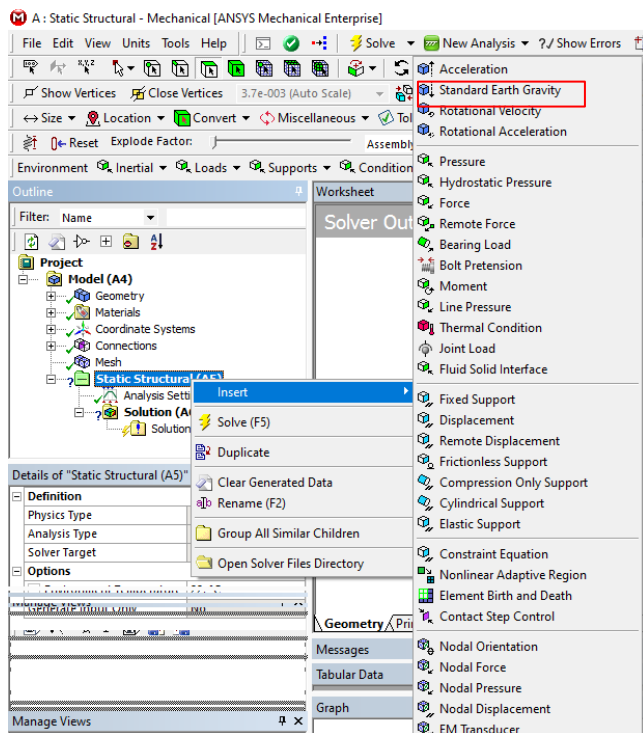 A : Static Structural - Mechanical [ANSYS Mechanical Enterprise]
File Edit View Units Tools Help Solve New Analysis ?/ Show Errors
Show Vertices Close Vertices 3.7e-003 (Auto Scale)
Size Location Convert Miscellaneous Tol
Reset Explode Factor: Assembly
Environment Inertial Loads Supports Condition
Outline
Filter: Name
Project
Model (A4)
Geometry
Materials
Coordinate Systems
Connections
Mesh
Static Structural (A5)
Analysis Setti
Solution (A
Solution
Worksheet
Solver Out
Insert
Solve (F5)
Duplicate
Clear Generated Data
Rename (F2)
Group All Similar Children
Open Solver Files Directory
Acceleration
Standard Earth Gravity
Rotational Velocity
Rotational Acceleration
Pressure
Hydrostatic Pressure
Force
Remote Force
Bearing Load
Bolt Pretension
Moment
Line Pressure
Thermal Condition
Joint Load
Fluid Solid Interface
Fixed Support
Displacement
Remote Displacement
Frictionless Support
Compression Only Support
Cylindrical Support
Elastic Support
Constraint Equation
Nonlinear Adaptive Region
Element Birth and Death
Contact Step Control
Nodal Orientation
Nodal Force
Nodal Pressure
Nodal Displacement
EM Transducer
Details of "Static Structural (A5)"
Definition
Physics Type
Analysis Type
Solver Target
Options
Generate Input Only No
Manage Views
Geometry Pri
Messages
Tabular Data
Graph